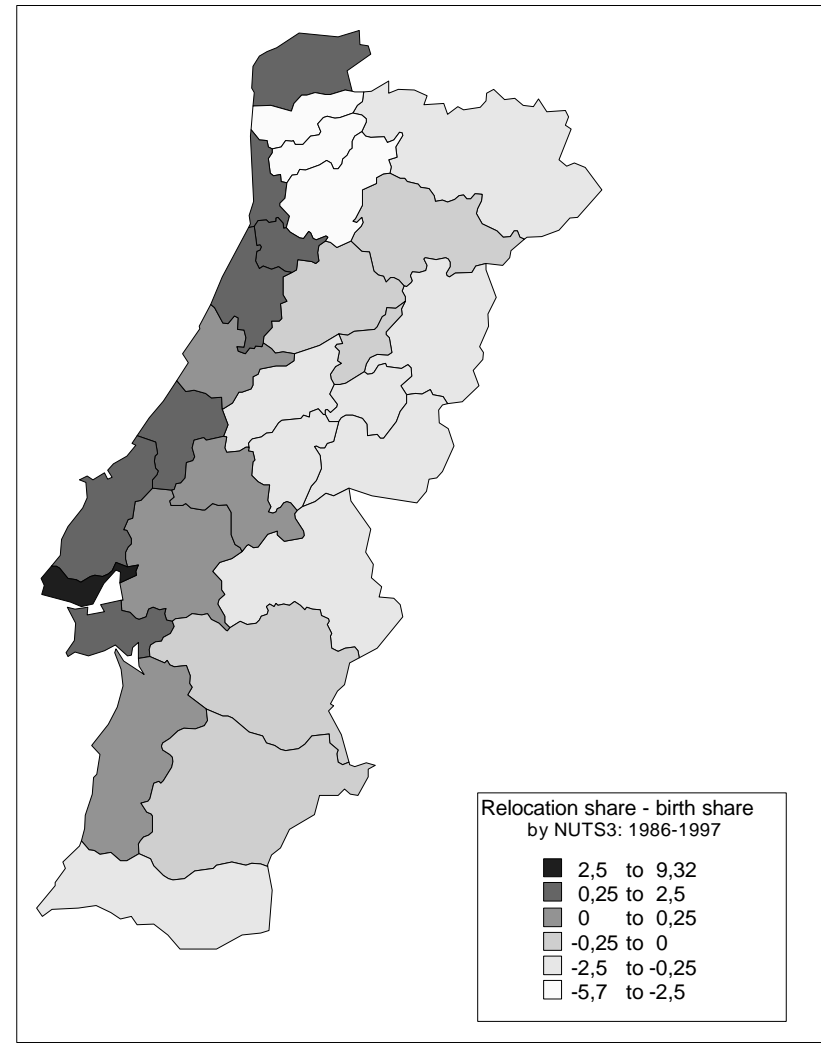 Relocation share - birth share
by NUTS3: 1986-1997
2,5 to 9,32
0,25 to 2,5
0 to 0,25
-0,25 to 0
-2,5 to -0,25
-5,7 to -2,5